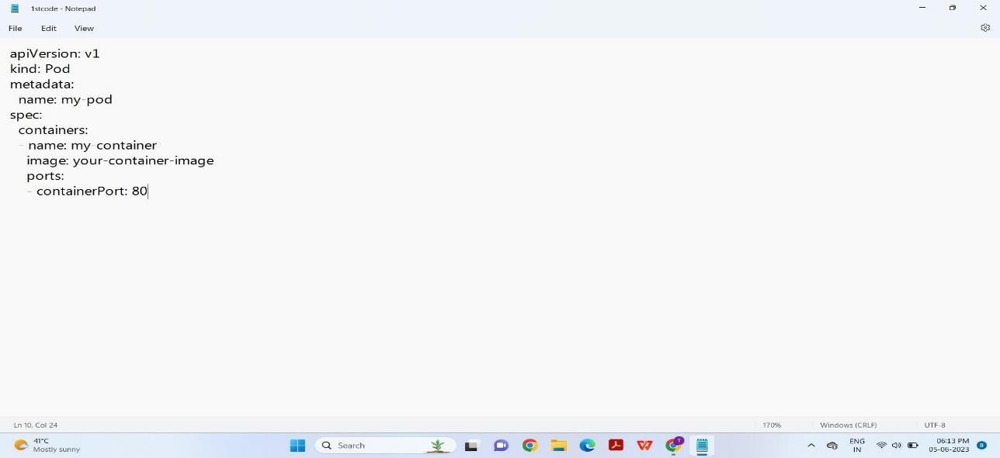 1stcode - Notepad
File Edit View
apiVersion: v1
kind: Pod
metadata:
  name: my-pod
spec:
  containers:
  - name: my-container
    image: your-container-image
    ports:
    - containerPort: 80
Ln 10, Col 24 170% Windows (CRLF) UTF-8
41°C
Mostly sunny
Search
T
ENG
IN
06:13 PM
05-06-2023
8